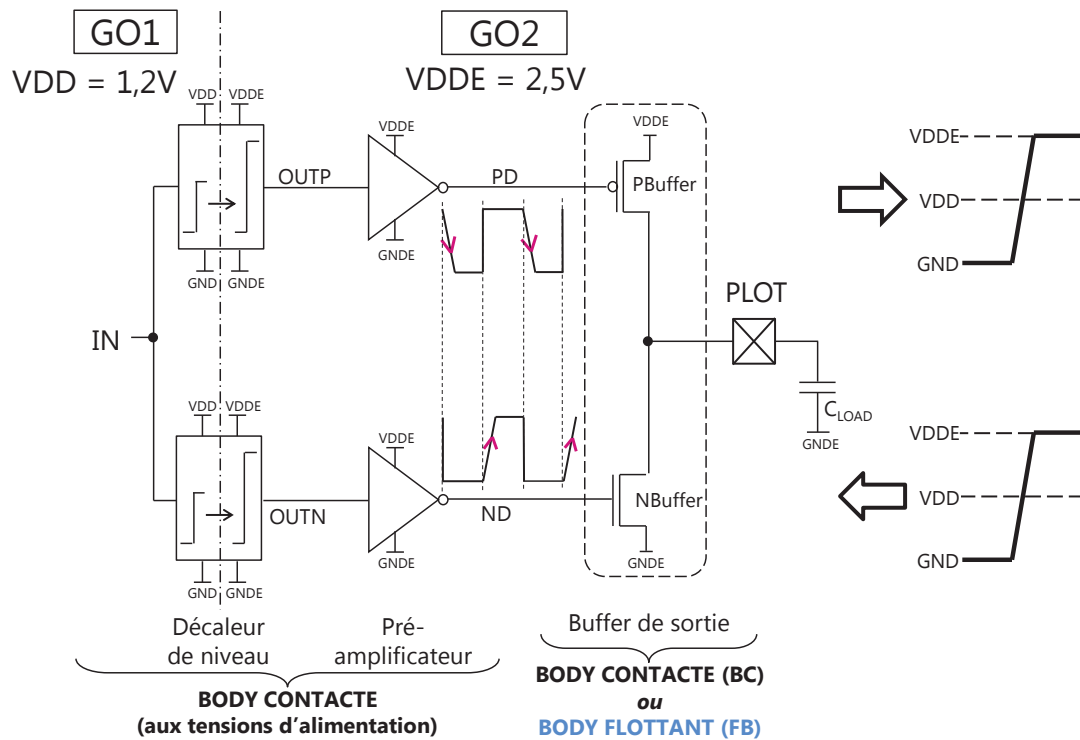 GO1
GO2
VDD = 1,2V
VDDE = 2,5V
VDD VDDE
VDDE
VDDE
OUTP
PD
PBuffer
GND GNDE
GNDE
VDDE
VDD
GND
IN
PLOT
C_LOAD
GNDE
VDD VDDE
VDDE
OUTN
ND
NBuffer
GND GNDE
GNDE
GNDE
VDDE
VDD
GND
Décaleur
de niveau
Pré-
amplificateur
Buffer de sortie
BODY CONTACTE
(aux tensions d’alimentation)
BODY CONTACTE (BC)
ou
BODY FLOTTANT (FB)